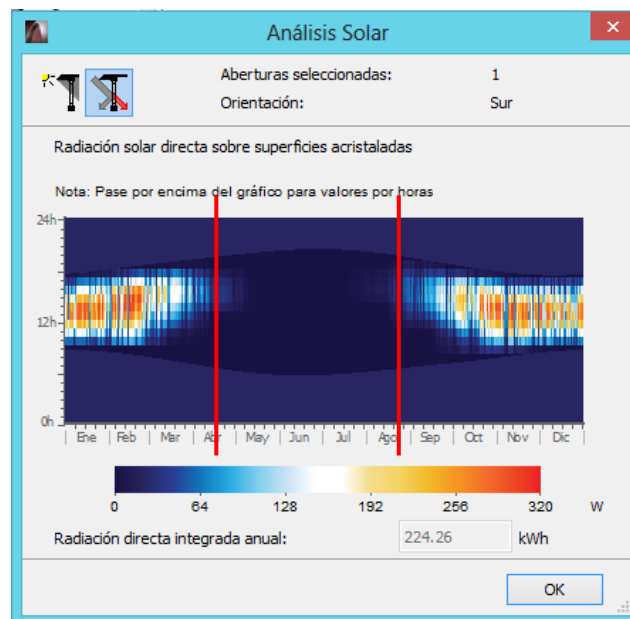 Análisis Solar
Aberturas seleccionadas: 1
Orientación: Sur
Radiación solar directa sobre superficies acristaladas
Nota: Pase por encima del gráfico para valores por horas
24h
12h
0h
Ene Feb Mar Abr May Jun Jul Ago Sep Oct Nov Dic
0 64 128 192 256 320 W
Radiación directa integrada anual: 224.26 kWh
OK